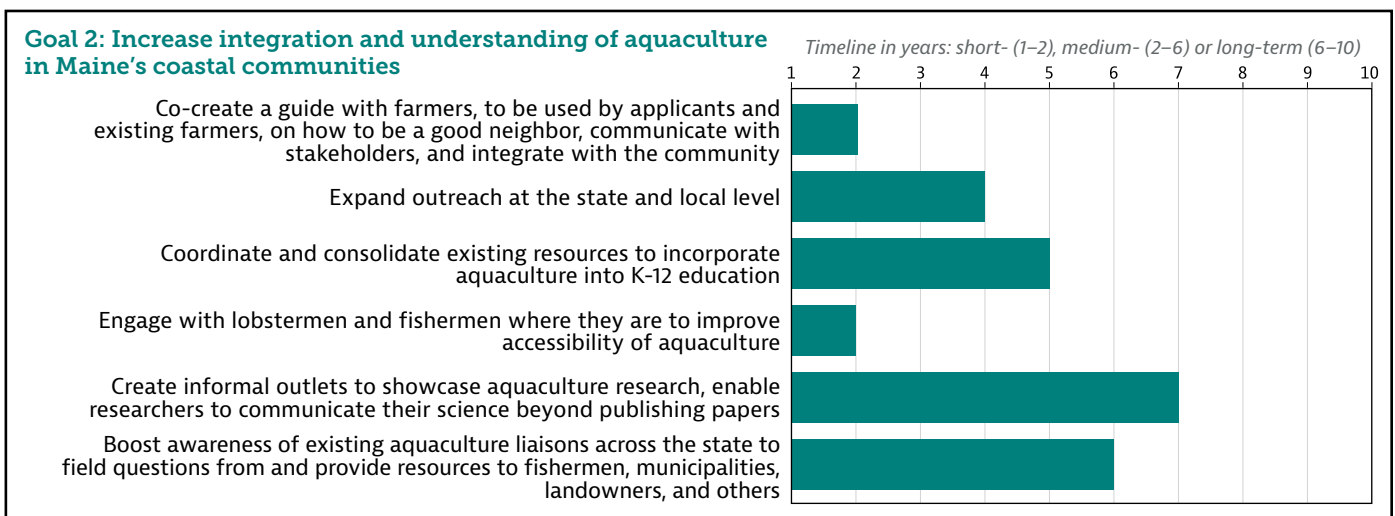 Goal 2: Increase integration and understanding of aquaculture
in Maine's coastal communities
Timeline in years: short- (1–2), medium- (2–6) or long-term (6–10)
1 2 3 4 5 6 7 8 9 10
Co-create a guide with farmers, to be used by applicants and
existing farmers, on how to be a good neighbor, communicate with
stakeholders, and integrate with the community
Expand outreach at the state and local level
Coordinate and consolidate existing resources to incorporate
aquaculture into K-12 education
Engage with lobstermen and fishermen where they are to improve
accessibility of aquaculture
Create informal outlets to showcase aquaculture research, enable
researchers to communicate their science beyond publishing papers
Boost awareness of existing aquaculture liaisons across the state to
field questions from and provide resources to fishermen, municipalities,
landowners, and others